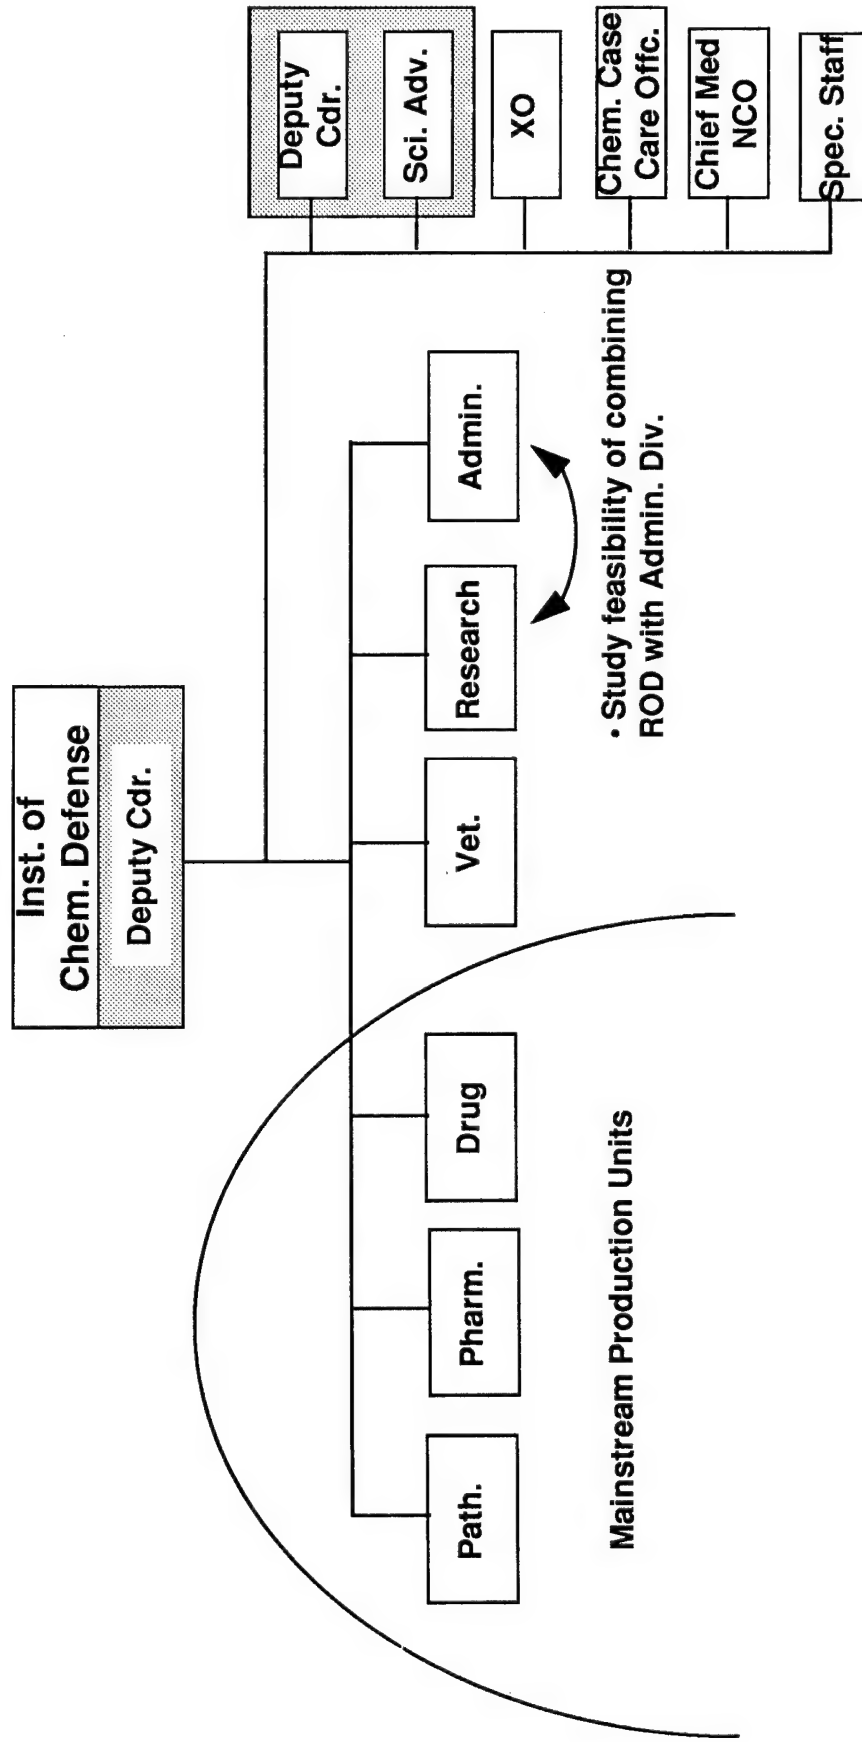 Inst. of
Chem. Defense
Deputy Cdr.
Deputy
Cdr.
Sci. Adv.
XO
Chem. Case
Care Offc.
Chief Med
NCO
Spec. Staff
Path.
Pharm.
Drug
Vet.
Research
Admin.
Mainstream Production Units
• Study feasibility of combining
ROD with Admin. Div.